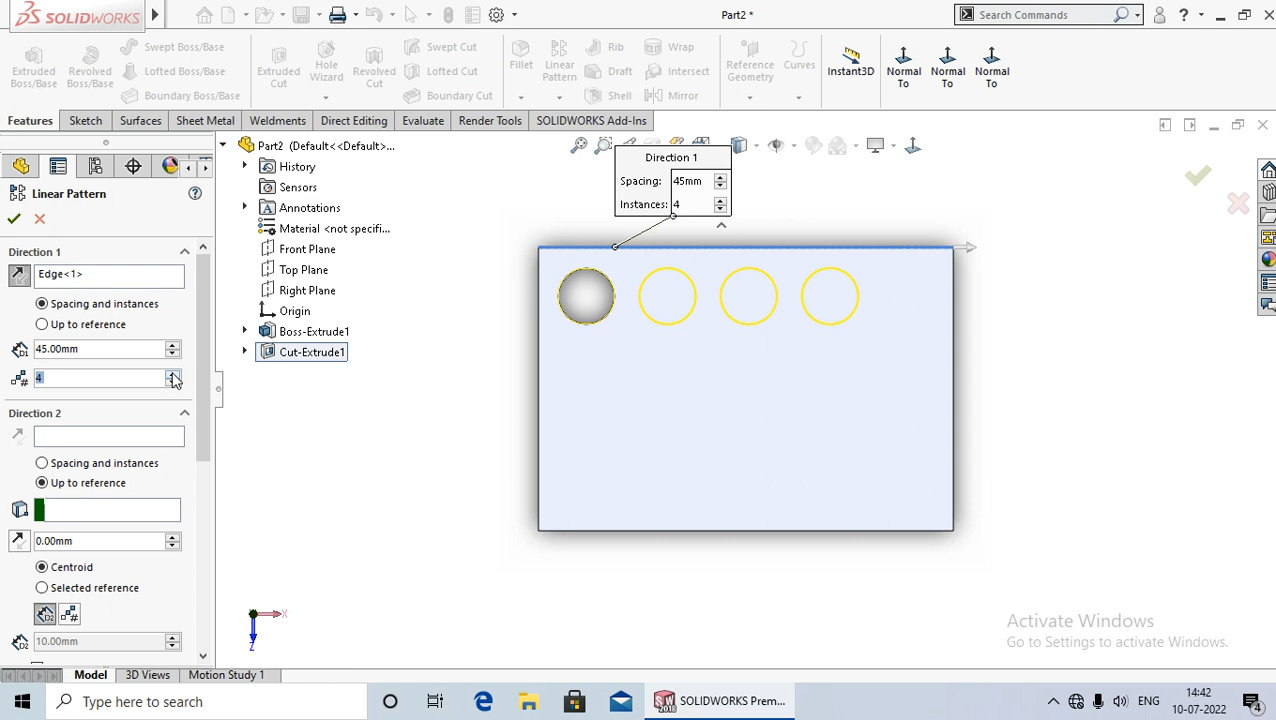 SOLIDWORKS
Part2 *
Search Commands
Extruded Boss/Base
Revolved Boss/Base
Swept Boss/Base
Lofted Boss/Base
Boundary Boss/Base
Extruded Cut
Hole Wizard
Revolved Cut
Swept Cut
Lofted Cut
Boundary Cut
Fillet
Linear Pattern
Rib
Draft
Shell
Wrap
Intersect
Mirror
Reference Geometry
Curves
Instant3D
Normal To
Normal To
Normal To
Features
Sketch
Surfaces
Sheet Metal
Weldments
Direct Editing
Evaluate
Render Tools
SOLIDWORKS Add-Ins
Linear Pattern
Direction 1
Edge<1>
Spacing and instances
Up to reference
45.00mm
4
Direction 2
Spacing and instances
Up to reference
0.00mm
Centroid
Selected reference
10.00mm
Part2 (Default<<Default>...
History
Sensors
Annotations
Material <not specifi...
Front Plane
Top Plane
Right Plane
Origin
Boss-Extrude1
Cut-Extrude1
Direction 1
Spacing: 45mm
Instances: 4
X
Z
Activate Windows
Go to Settings to activate Windows.
Model
3D Views
Motion Study 1
Type here to search
SOLIDWORKS Prem...
ENG
14:42
10-07-2022
4